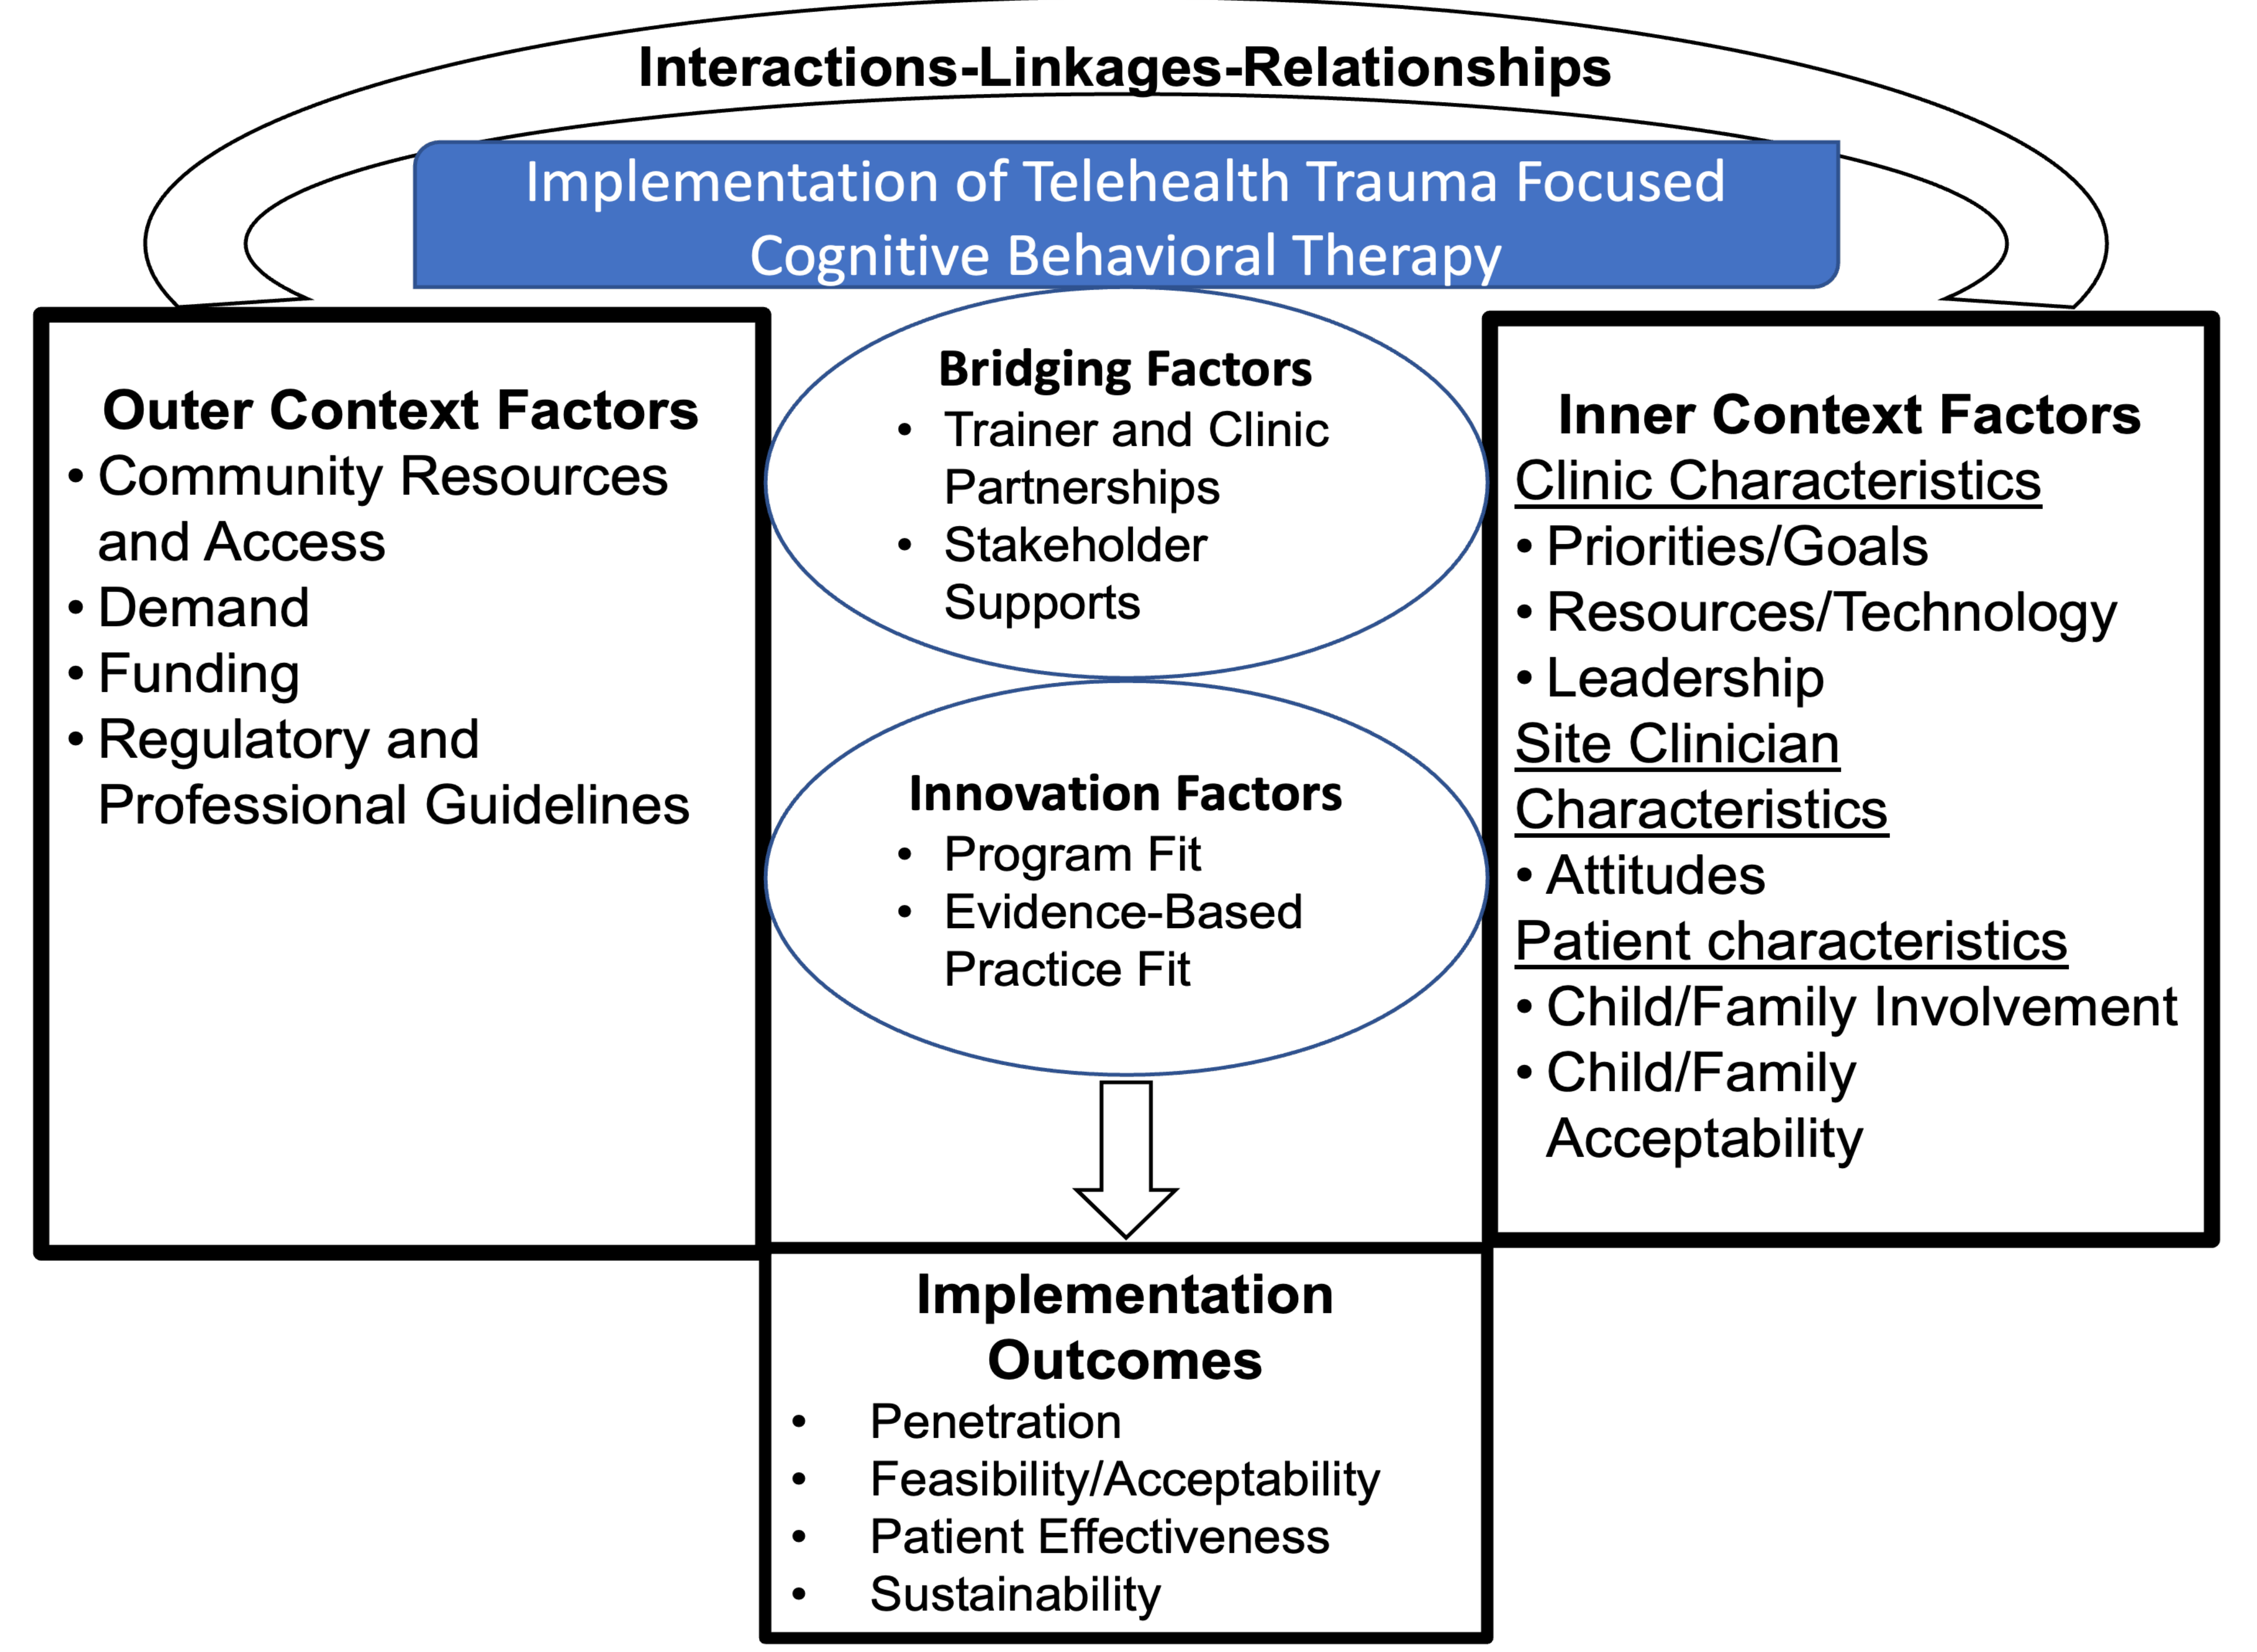 Interactions-Linkages-Relationships
Implementation of Telehealth Trauma Focused
Cognitive Behavioral Therapy
Outer Context Factors
• Community Resources
and Access
• Demand
• Funding
• Regulatory and
Professional Guidelines
Bridging Factors
• Trainer and Clinic
Partnerships
• Stakeholder
Supports
Innovation Factors
• Program Fit
• Evidence-Based
Practice Fit
Inner Context Factors
Clinic Characteristics
• Priorities/Goals
• Resources/Technology
• Leadership
Site Clinician
Characteristics
• Attitudes
Patient characteristics
• Child/Family Involvement
• Child/Family
Acceptability
Implementation
Outcomes
• Penetration
• Feasibility/Acceptability
• Patient Effectiveness
• Sustainability